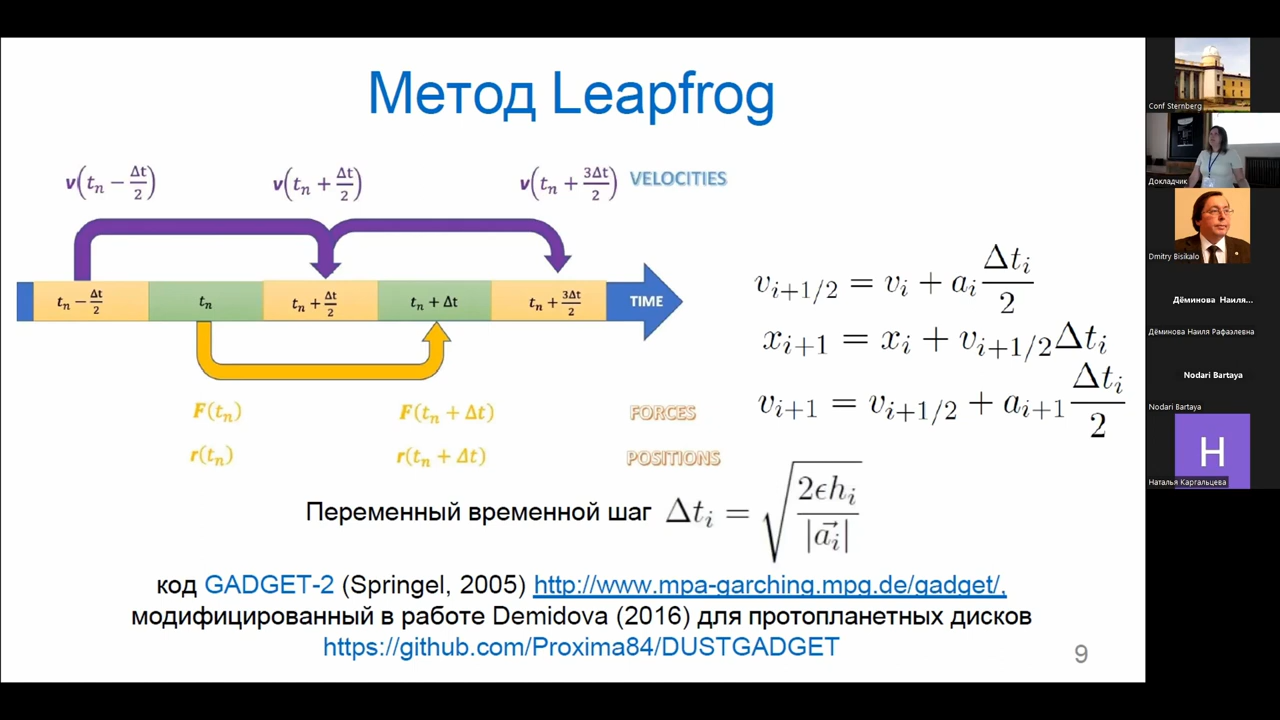 Метод Leapfrog
v(tₙ − Δt/2) v(tₙ + Δt/2) v(tₙ + 3Δt/2) VELOCITIES
tₙ − Δt/2 tₙ tₙ + Δt/2 tₙ + Δt tₙ + 3Δt/2 TIME
F(tₙ) F(tₙ + Δt) FORCES
r(tₙ) r(tₙ + Δt) POSITIONS
v_{i+1/2} = v_i + a_i Δt_i/2
x_{i+1} = x_i + v_{i+1/2}Δt_i
v_{i+1} = v_{i+1/2} + a_{i+1} Δt_i/2
Переменный временной шаг Δt_i = √(2ϵh_i/|a⃗_i|)
код GADGET-2 (Springel, 2005) http://www.mpa-garching.mpg.de/gadget/,
модифицированный в работе Demidova (2016) для протопланетных дисков
https://github.com/Proxima84/DUSTGADGET
9
Conf Sternberg
Докладчик
Dmitry Bisikalo
Дёминова Наиля...
Дёминова Наиля Рафаэлевна
Nodari Bartaya
Nodari Bartaya
Н
Наталья Каргальцева